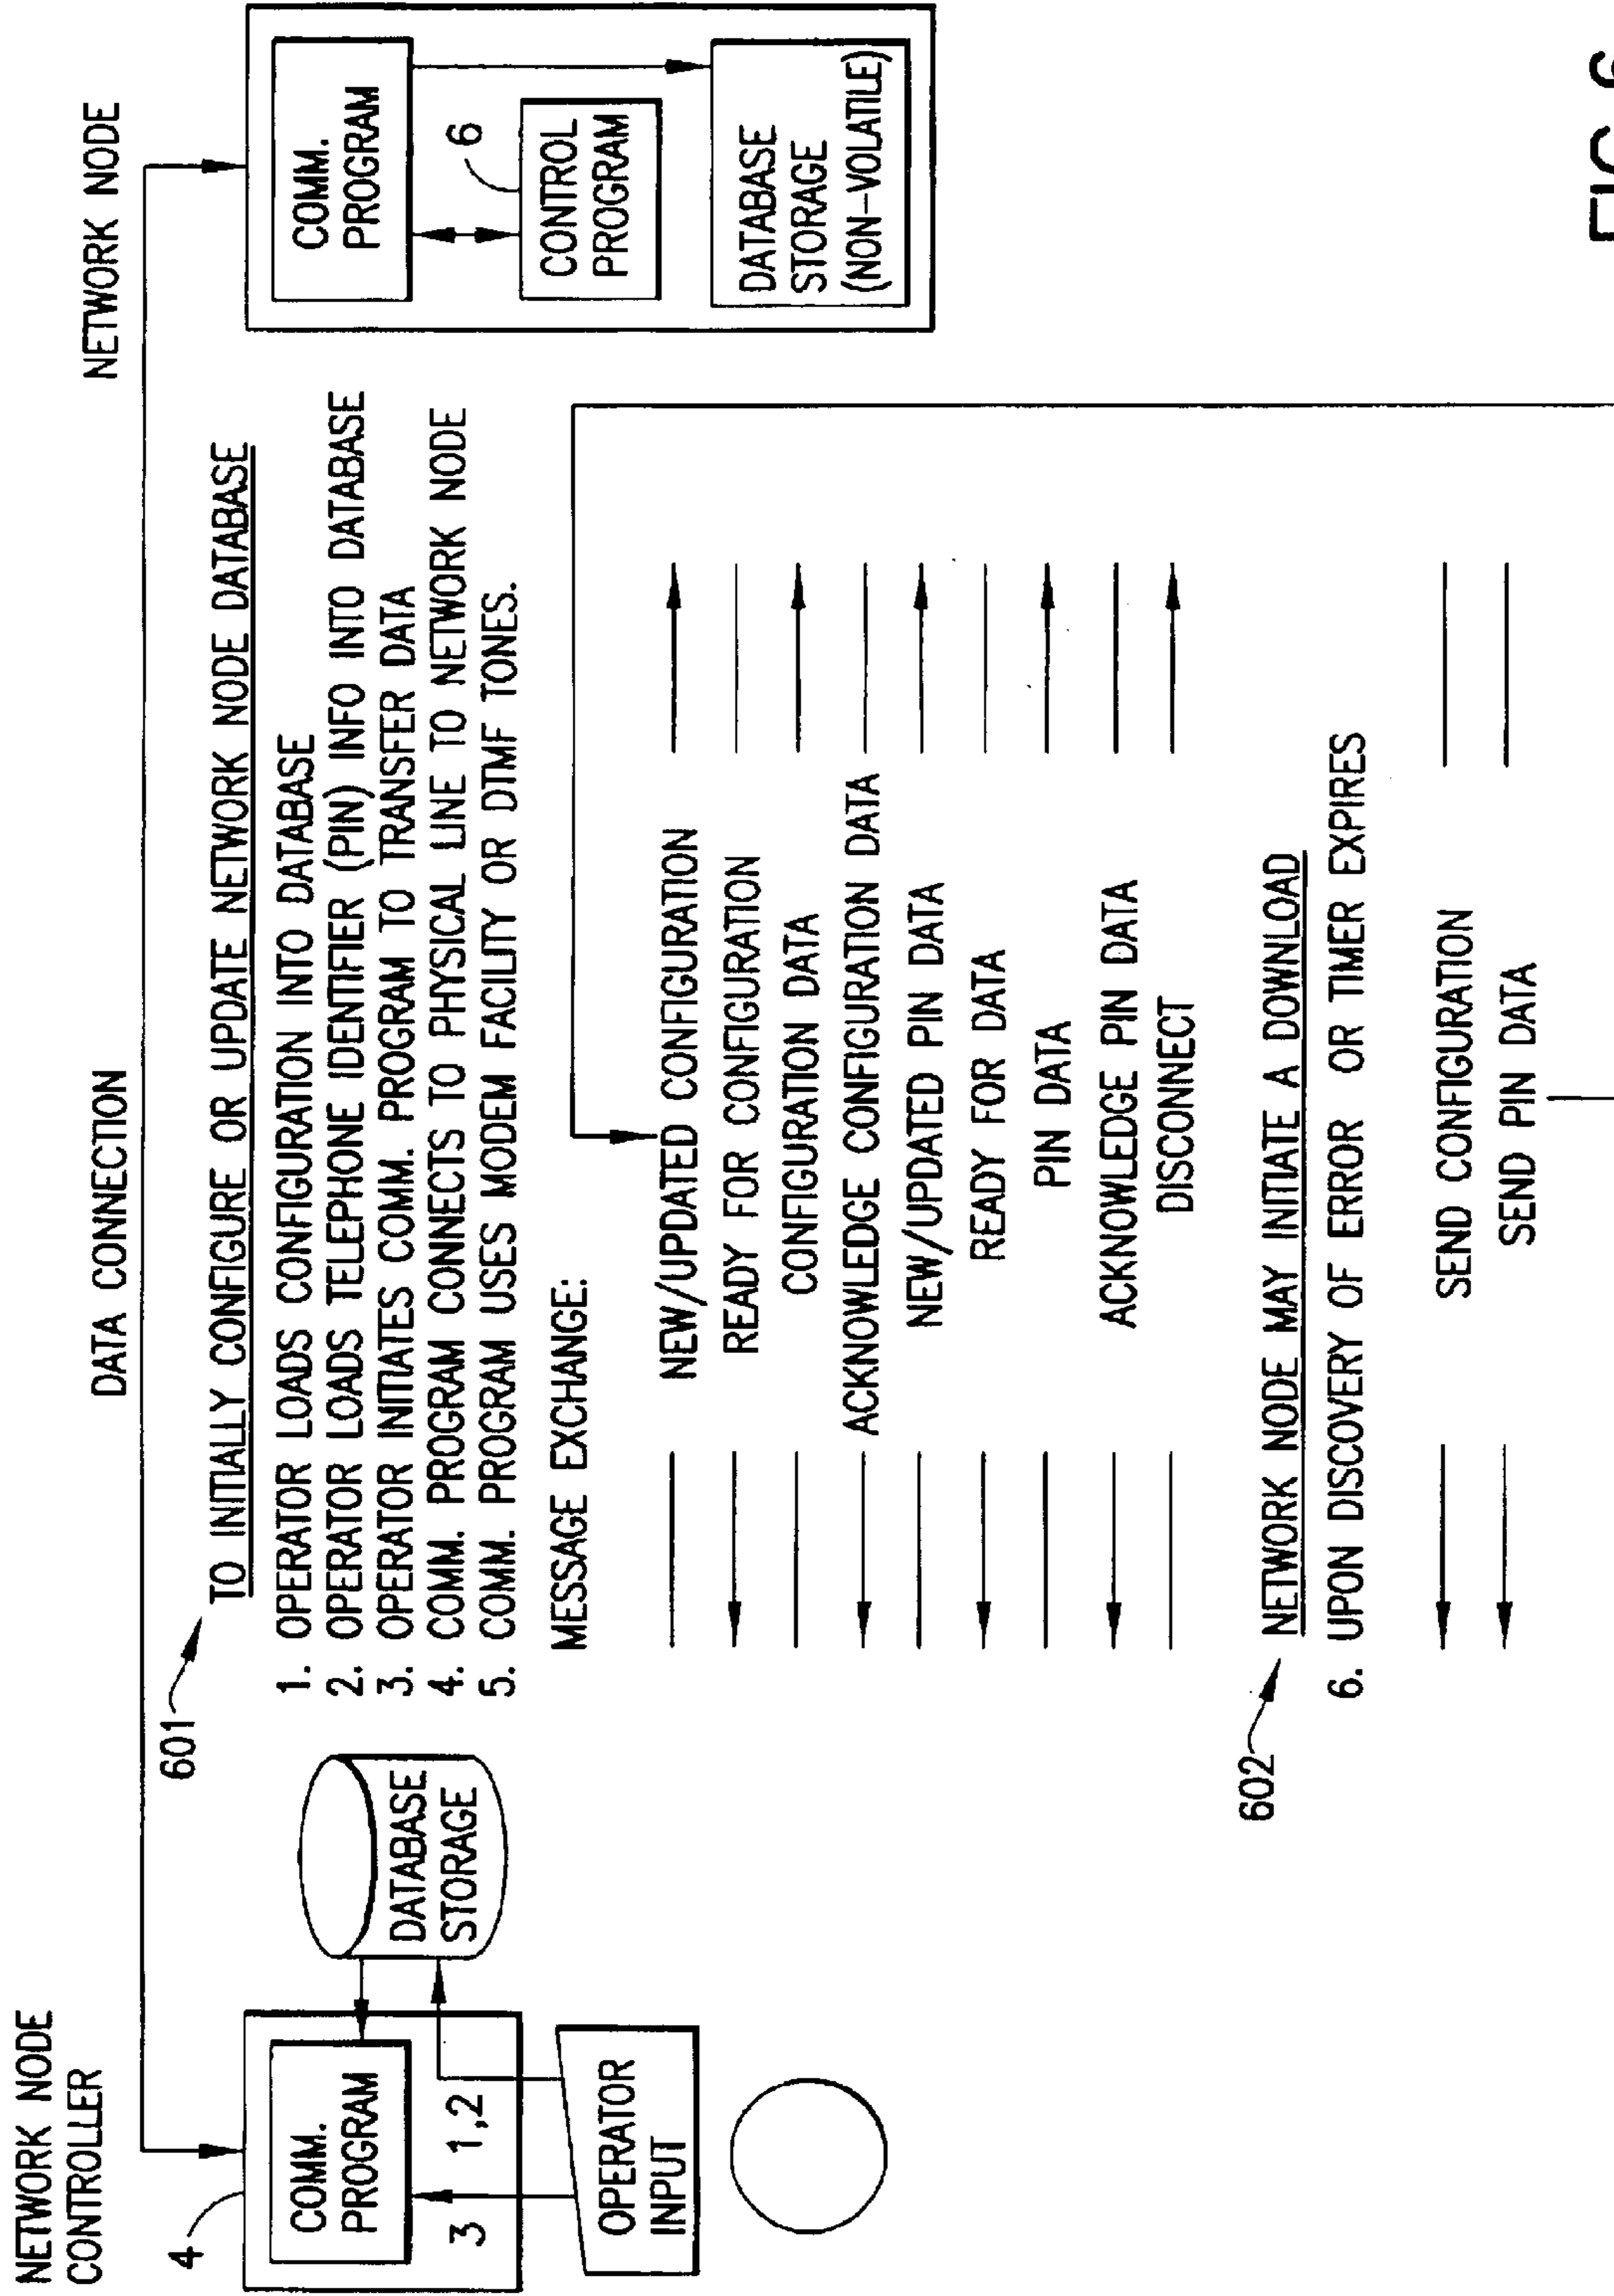 NETWORK NODE
CONTROLLER
DATA CONNECTION
NETWORK NODE
4
COMM.
PROGRAM
3
1,2
OPERATOR
INPUT
DATABASE
STORAGE
601
TO INITIALLY CONFIGURE OR UPDATE NETWORK NODE DATABASE
1. OPERATOR LOADS CONFIGURATION INTO DATABASE
2. OPERATOR LOADS TELEPHONE IDENTIFIER (PIN) INFO INTO DATABASE
3. OPERATOR INITIATES COMM. PROGRAM TO TRANSFER DATA
4. COMM. PROGRAM CONNECTS TO PHYSICAL LINE TO NETWORK NODE
5. COMM. PROGRAM USES MODEM FACILITY OR DTMF TONES.
MESSAGE EXCHANGE:
NEW/UPDATED CONFIGURATION
READY FOR CONFIGURATION
CONFIGURATION DATA
ACKNOWLEDGE CONFIGURATION DATA
NEW/UPDATED PIN DATA
READY FOR DATA
PIN DATA
ACKNOWLEDGE PIN DATA
DISCONNECT
602
NETWORK NODE MAY INITIATE A DOWNLOAD
6. UPON DISCOVERY OF ERROR OR TIMER EXPIRES
SEND CONFIGURATION
SEND PIN DATA
COMM.
PROGRAM
6
CONTROL
PROGRAM
DATABASE
STORAGE
(NON-VOLATILE)